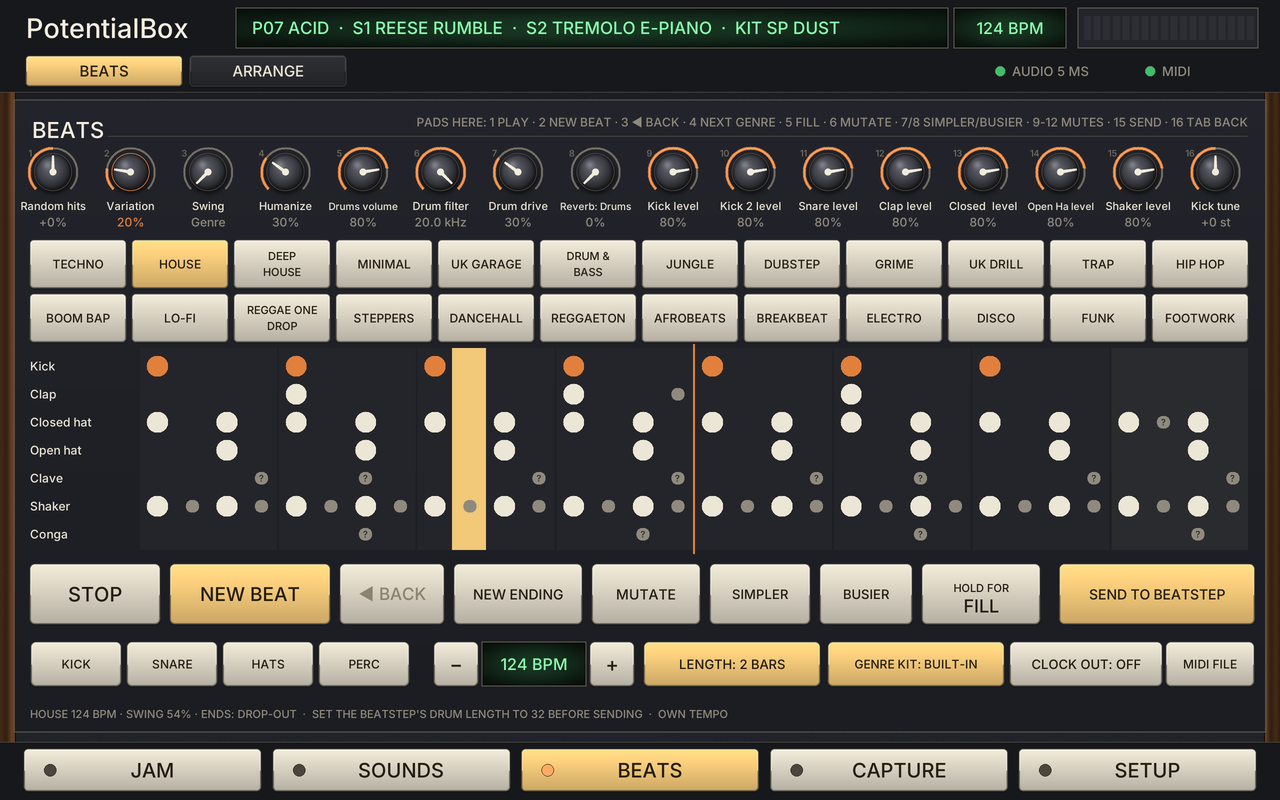 PotentialBox
P07 ACID · S1 REESE RUMBLE · S2 TREMOLO E-PIANO · KIT SP DUST
124 BPM
BEATS
ARRANGE
AUDIO 5 MS
MIDI
BEATS
PADS HERE: 1 PLAY · 2 NEW BEAT · 3 ◀ BACK · 4 NEXT GENRE · 5 FILL · 6 MUTATE · 7/8 SIMPLER/BUSIER · 9-12 MUTES · 15 SEND · 16 TAB BACK
1 2 3 4 5 6 7 8 9 10 11 12 13 14 15 16
Random hits Variation Swing Humanize Drums volume Drum filter Drum drive Reverb: Drums Kick level Kick 2 level Snare level Clap level Closed level Open Ha level Shaker level Kick tune
+0% 20% Genre 30% 80% 20.0 kHz 30% 0% 80% 80% 80% 80% 80% 80% 80% +0 st
TECHNO
HOUSE
DEEP
HOUSE
MINIMAL
UK GARAGE
DRUM &
BASS
JUNGLE
DUBSTEP
GRIME
UK DRILL
TRAP
HIP HOP
BOOM BAP
LO-FI
REGGAE ONE
DROP
STEPPERS
DANCEHALL
REGGAETON
AFROBEATS
BREAKBEAT
ELECTRO
DISCO
FUNK
FOOTWORK
Kick
Clap
Closed hat
?
Open hat
Clave
? ? ? ? ? ? ? ?
Shaker
Conga
? ? ? ?
STOP
NEW BEAT
◀ BACK
NEW ENDING
MUTATE
SIMPLER
BUSIER
HOLD FOR
FILL
SEND TO BEATSTEP
KICK
SNARE
HATS
PERC
–
124 BPM
+
LENGTH: 2 BARS
GENRE KIT: BUILT-IN
CLOCK OUT: OFF
MIDI FILE
HOUSE 124 BPM · SWING 54% · ENDS: DROP-OUT · SET THE BEATSTEP'S DRUM LENGTH TO 32 BEFORE SENDING · OWN TEMPO
JAM
SOUNDS
BEATS
CAPTURE
SETUP